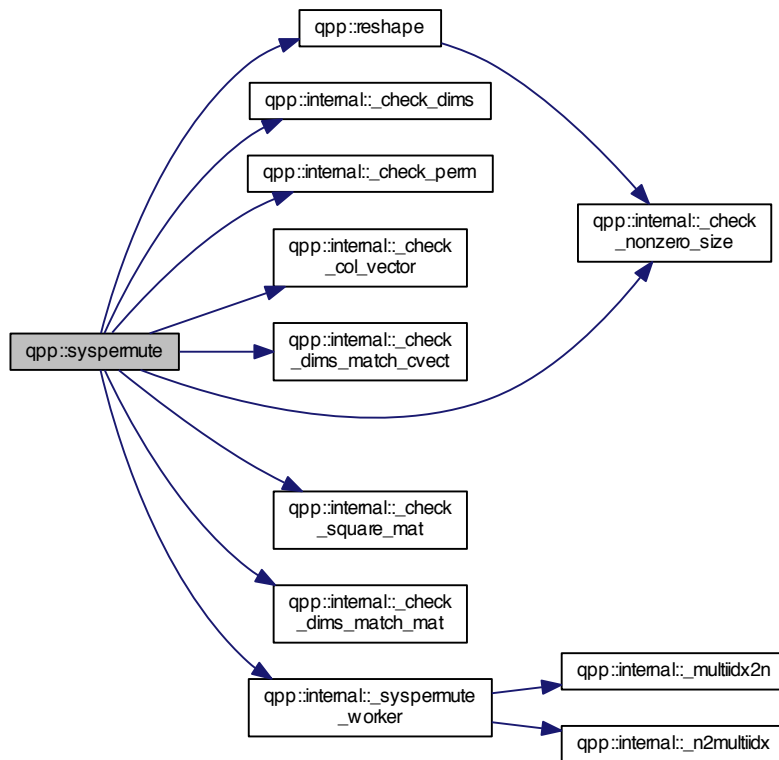 qpp::syspermute
qpp::reshape
qpp::internal::_check_dims
qpp::internal::_check_perm
qpp::internal::_check
_col_vector
qpp::internal::_check
_dims_match_cvect
qpp::internal::_check
_nonzero_size
qpp::internal::_check
_square_mat
qpp::internal::_check
_dims_match_mat
qpp::internal::_syspermute
_worker
qpp::internal::_multiidx2n
qpp::internal::_n2multiidx